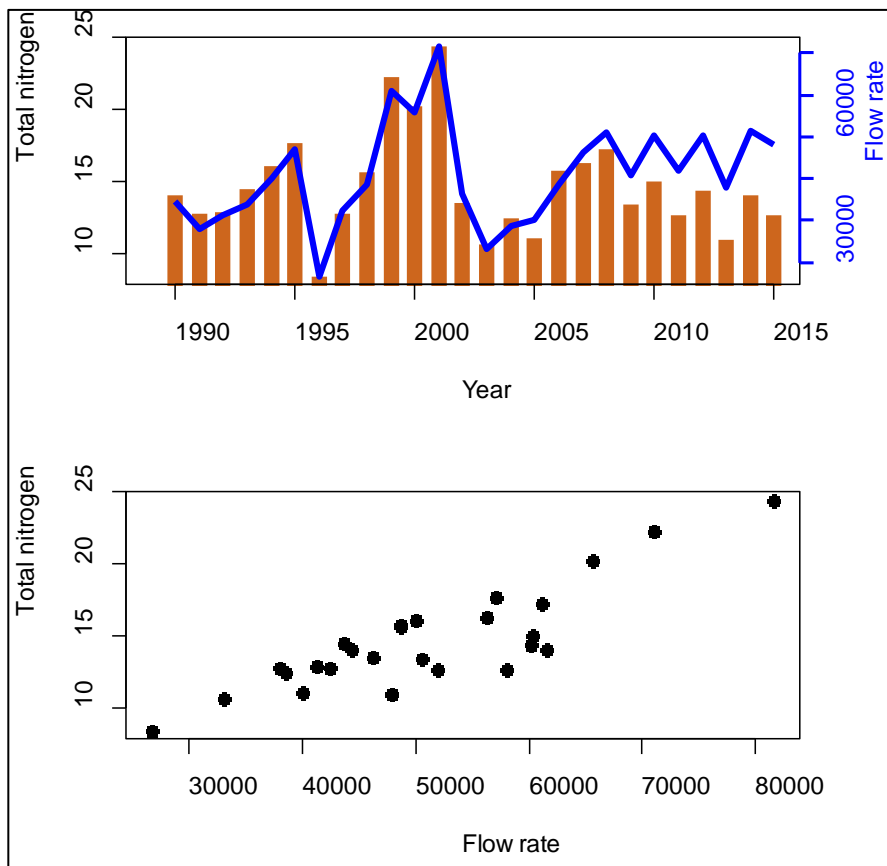 Total nitrogen
10 15 20 25
30000 60000
Flow rate
1990 1995 2000 2005 2010 2015
Year
Total nitrogen
10 15 20 25
30000 40000 50000 60000 70000 80000
Flow rate